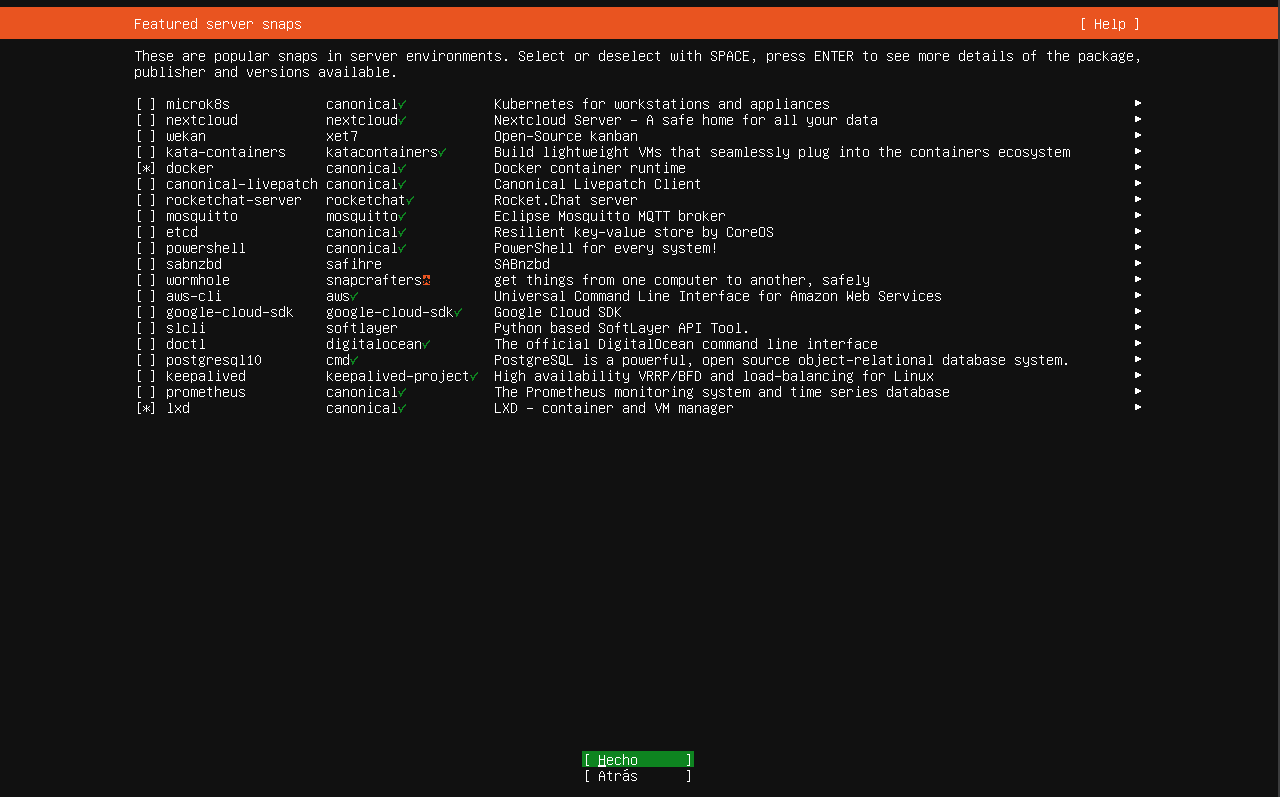 Featured server snaps [ Help ]
These are popular snaps in server environments. Select or deselect with SPACE, press ENTER to see more details of the package,
publisher and versions available.
[ ] microk8s canonical✓ Kubernetes for workstations and appliances ▸
[ ] nextcloud nextcloud✓ Nextcloud Server - A safe home for all your data ▸
[ ] wekan xet7 Open-Source kanban ▸
[ ] kata-containers katacontainers✓ Build lightweight VMs that seamlessly plug into the containers ecosystem ▸
[*] docker canonical✓ Docker container runtime ▸
[ ] canonical-livepatch canonical✓ Canonical Livepatch Client ▸
[ ] rocketchat-server rocketchat✓ Rocket.Chat server ▸
[ ] mosquitto mosquitto✓ Eclipse Mosquitto MQTT broker ▸
[ ] etcd canonical✓ Resilient key-value store by CoreOS ▸
[ ] powershell canonical✓ PowerShell for every system! ▸
[ ] sabnzbd safihre SABnzbd ▸
[ ] wormhole snapcrafters get things from one computer to another, safely ▸
[ ] aws-cli aws✓ Universal Command Line Interface for Amazon Web Services ▸
[ ] google-cloud-sdk google-cloud-sdk✓ Google Cloud SDK ▸
[ ] slcli softlayer Python based SoftLayer API Tool. ▸
[ ] doctl digitalocean✓ The official DigitalOcean command line interface ▸
[ ] postgresql10 cmd✓ PostgreSQL is a powerful, open source object-relational database system. ▸
[ ] keepalived keepalived-project✓ High availability VRRP/BFD and load-balancing for Linux ▸
[ ] prometheus canonical✓ The Prometheus monitoring system and time series database ▸
[*] lxd canonical✓ LXD - container and VM manager ▸
[ Hecho ]
[ Atrás ]